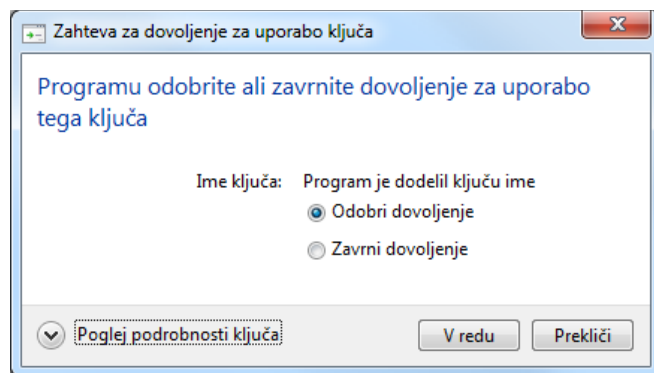 Zahteva za dovoljenje za uporabo ključa
Programu odobrite ali zavrnite dovoljenje za uporabo
tega ključa
Ime ključa: Program je dodelil ključu ime
Odobri dovoljenje
Zavrni dovoljenje
Poglej podrobnosti ključa V redu Prekliči